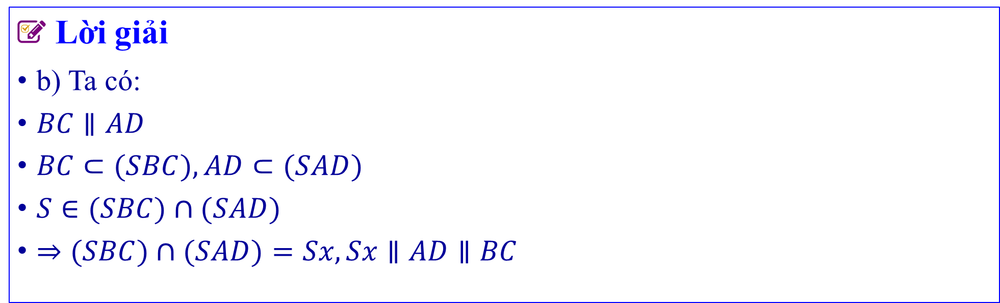 Lời giải
• b) Ta có:
• BC ∥ AD
• BC ⊂ (SBC), AD ⊂ (SAD)
• S ∈ (SBC) ∩ (SAD)
• ⇒ (SBC) ∩ (SAD) = Sx, Sx ∥ AD ∥ BC